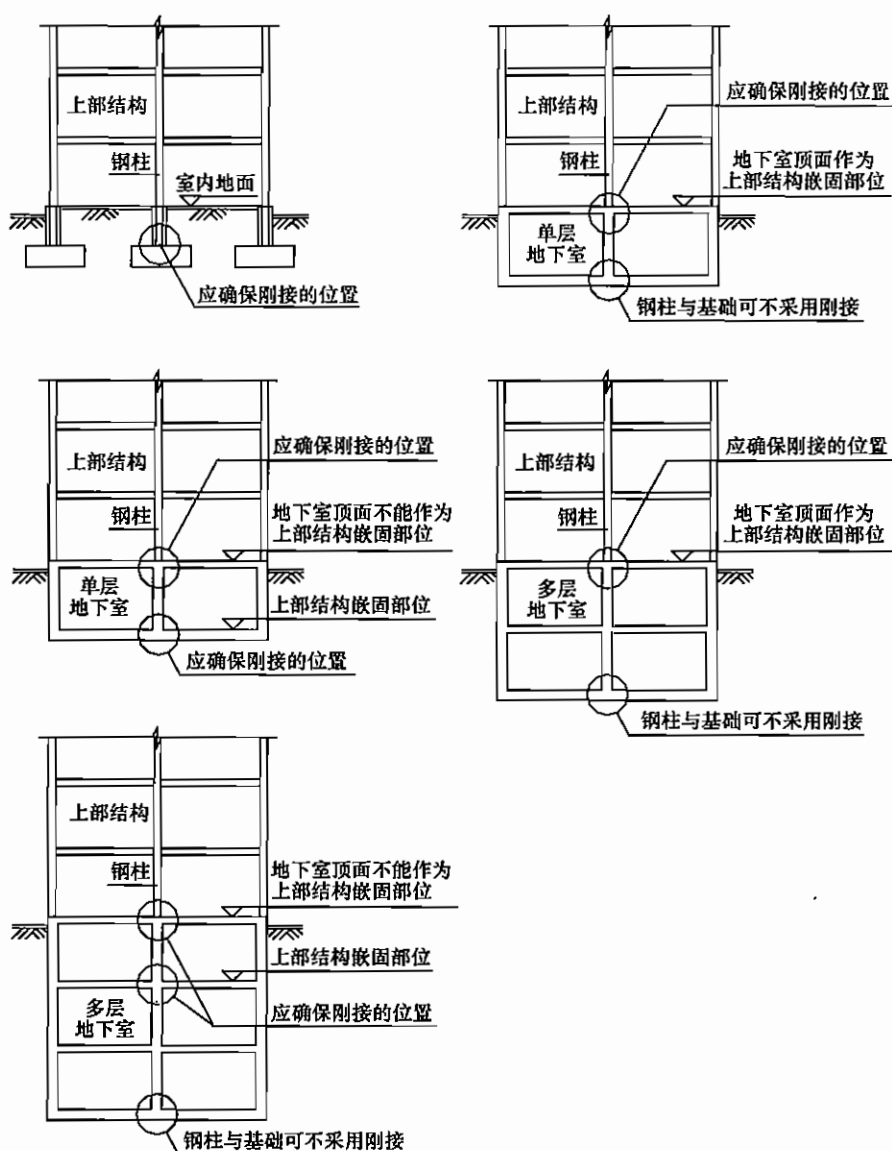 上部结构
钢柱
室内地面
应确保刚接的位置
上部结构
应确保刚接的位置
钢柱
地下室顶面作为
上部结构嵌固部位
单层
地下室
钢柱与基础可不采用刚接
上部结构
应确保刚接的位置
钢柱
地下室顶面不能作为
上部结构嵌固部位
单层
地下室
上部结构嵌固部位
应确保刚接的位置
上部结构
应确保刚接的位置
钢柱
地下室顶面作为
上部结构嵌固部位
多层
地下室
钢柱与基础可不采用刚接
上部结构
钢柱
地下室顶面不能作为
上部结构嵌固部位
上部结构嵌固部位
多层
地下室
应确保刚接的位置
钢柱与基础可不采用刚接